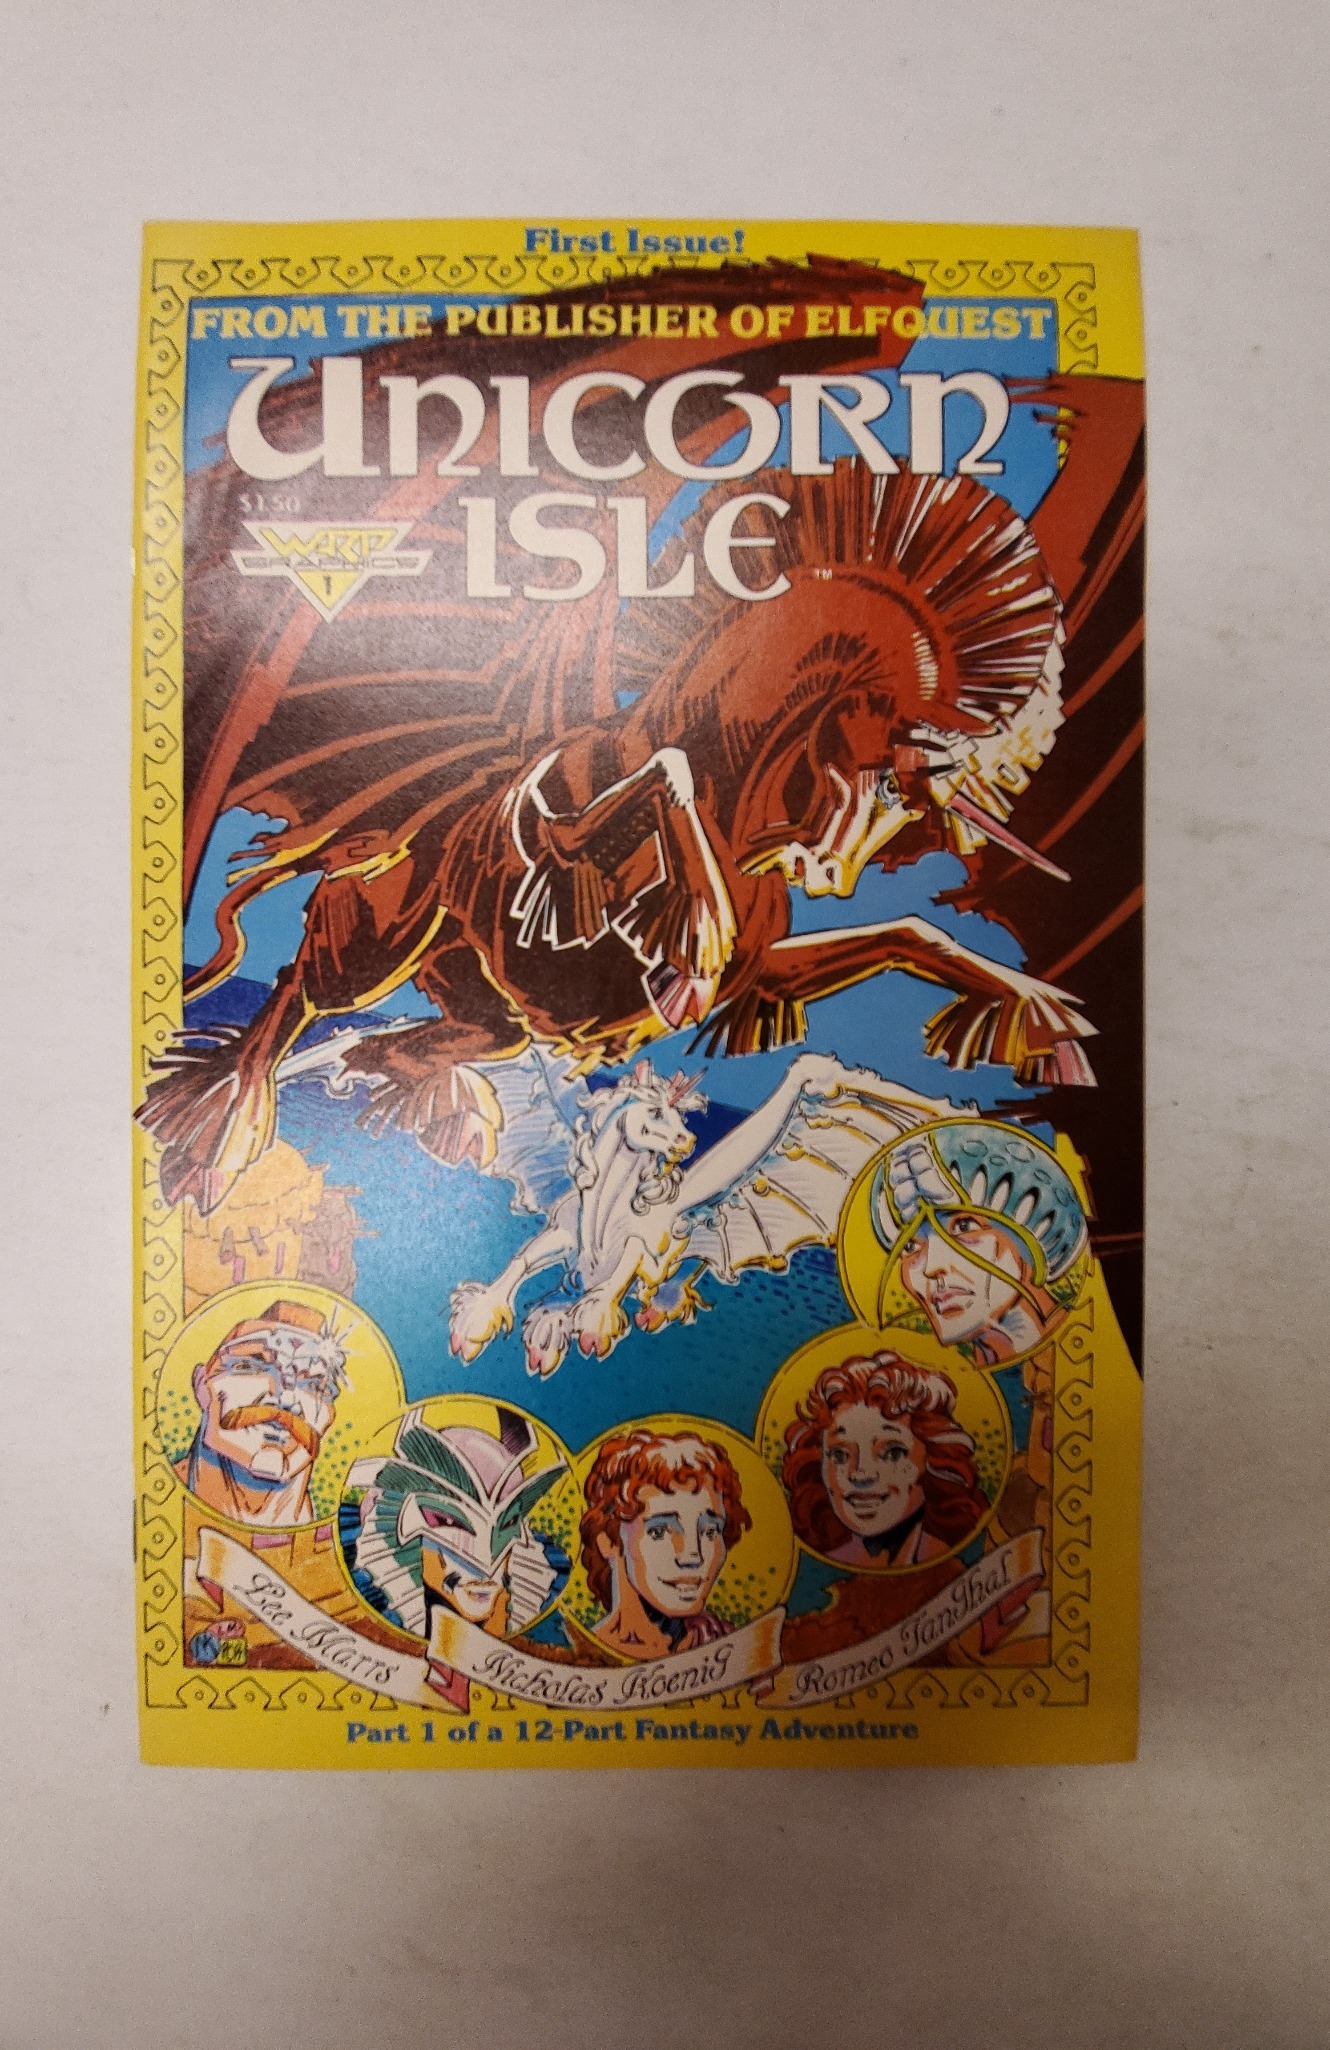 First Issue!
FROM THE PUBLISHER OF ELFQUEST
UNICORN
ISLE
TM
$1.50
WARP
GRAPHICS
1
Lee Marrs
Nicholas Koenig
Romeo Tanghal
Part 1 of a 12-Part Fantasy Adventure